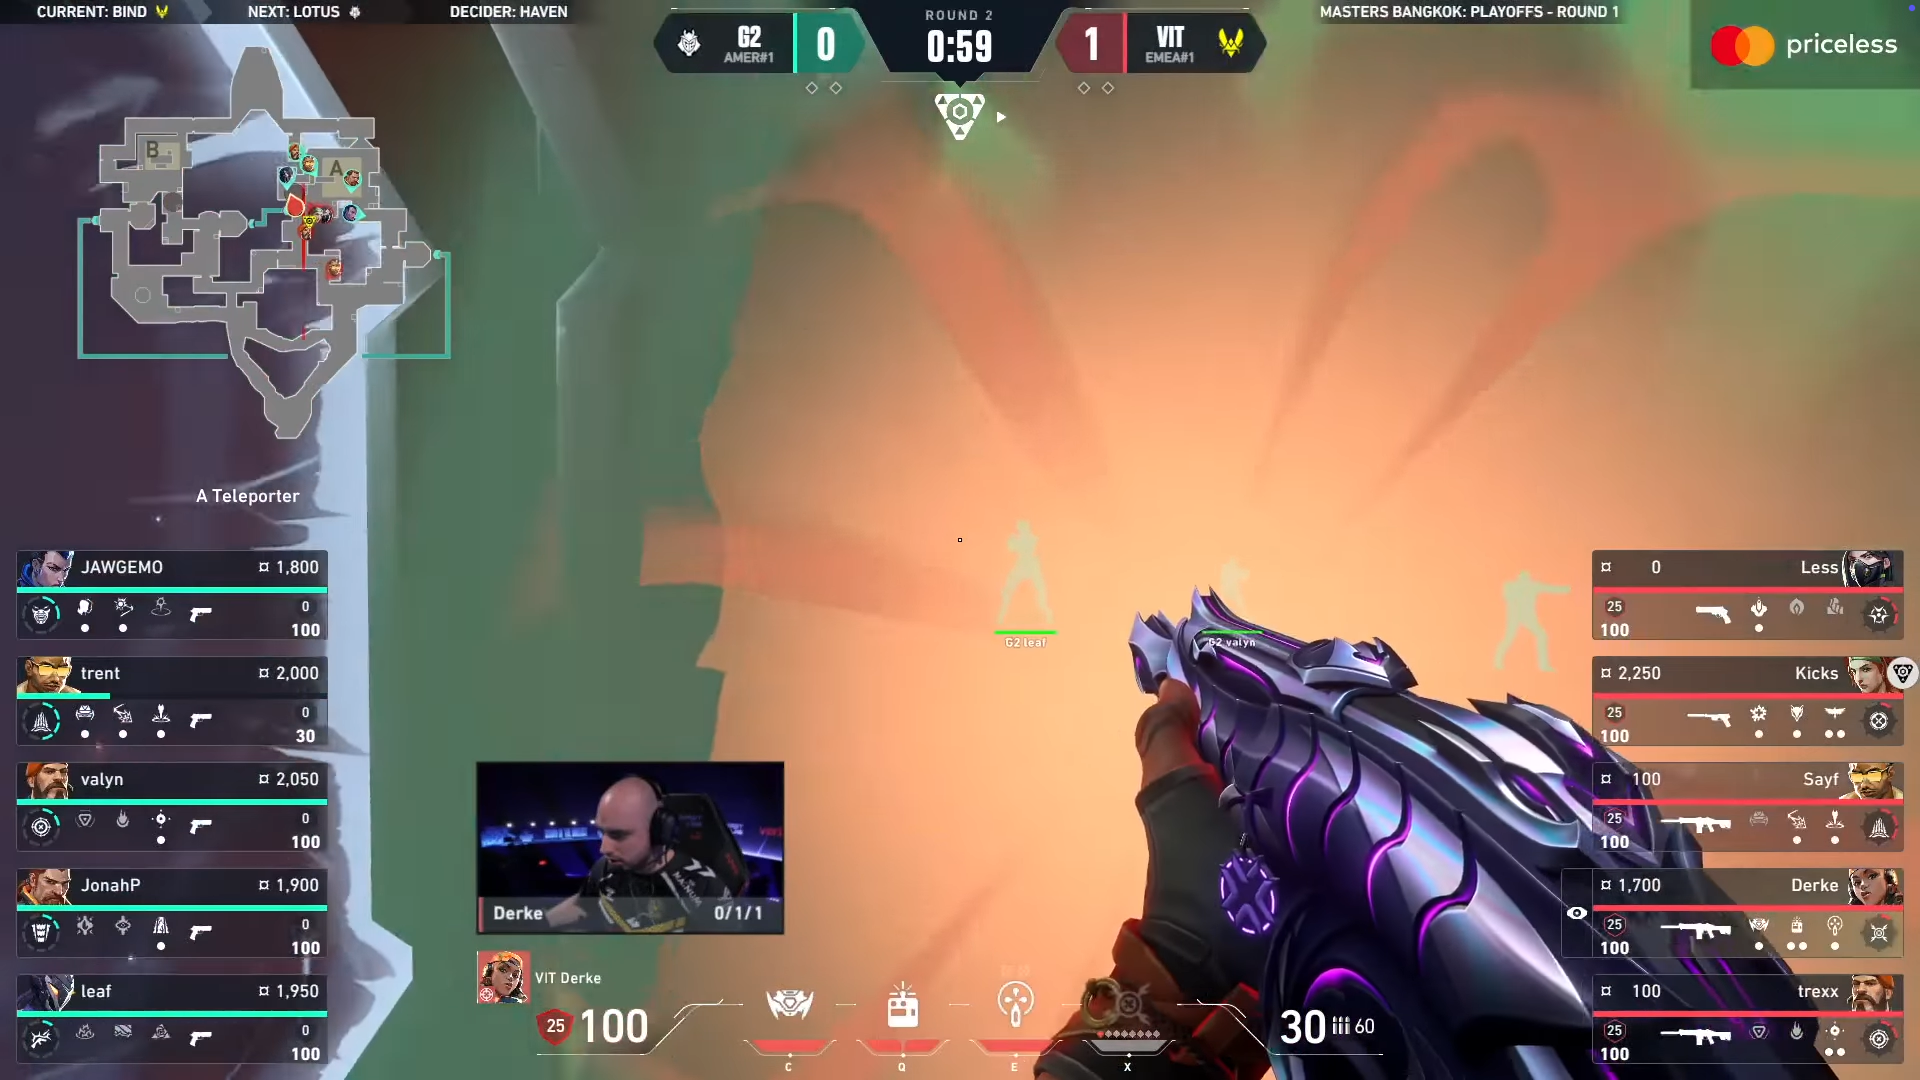 CURRENT: BIND
NEXT: LOTUS
DECIDER: HAVEN
G2
AMER#1
0
ROUND 2
0:59
1
VIT
EMEA#1
MASTERS BANGKOK: PLAYOFFS - ROUND 1
priceless
B
A
A Teleporter
JAWGEMO 1,800
0
100
trent 2,000
0
30
valyn 2,050
0
100
JonahP 1,900
0
100
leaf 1,950
0
100
G2 leaf
G2 valyn
0 Less
25
100
2,250 Kicks
25
100
100 Sayf
25
100
1,700 Derke
25
100
100 trexx
25
100
Derke 0/1/1
VIT Derke
25 100
C
Q
E
X
30 60